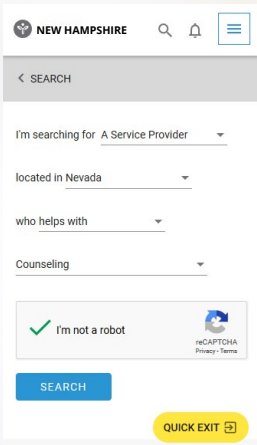 NEW HAMPSHIRE
SEARCH
I'm searching for A Service Provider
located in Nevada
who helps with
Counseling
I'm not a robot
reCAPTCHA
Privacy - Terms
SEARCH
QUICK EXIT